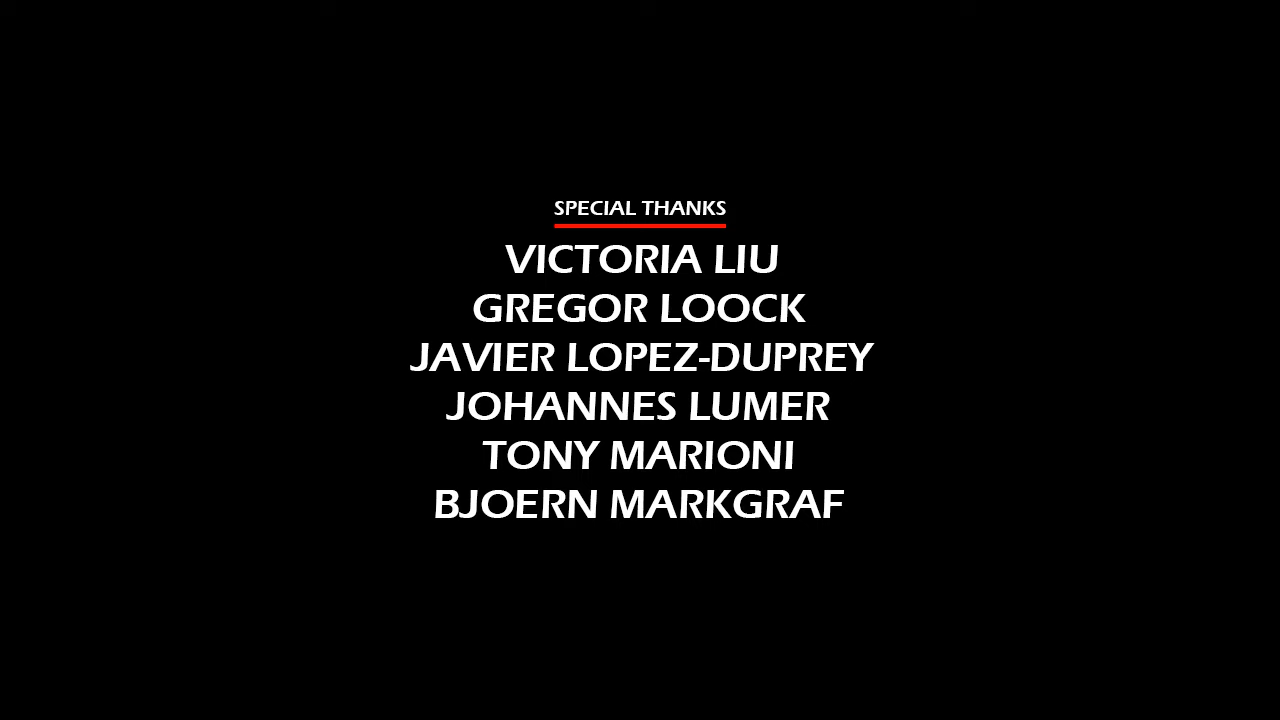 SPECIAL THANKS
VICTORIA LIU
GREGOR LOOCK
JAVIER LOPEZ-DUPREY
JOHANNES LUMER
TONY MARIONI
BJOERN MARKGRAF